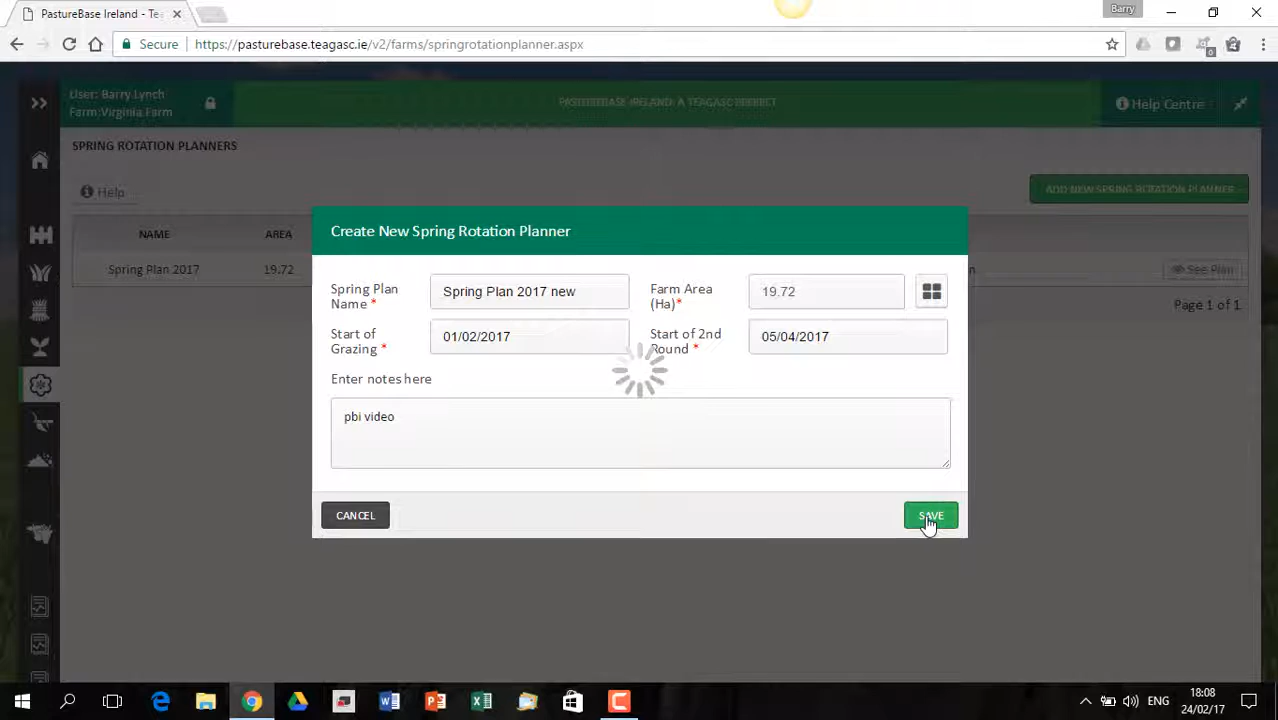 PastureBase Ireland - Tea
Barry
Secure
https://pasturebase.teagasc.ie/v2/farms/springrotationplanner.aspx
0
User: Barry Lynch
Farm:Virginia Farm
PASTUREBASE IRELAND: A TEAGASC PROJECT
Help Centre
SPRING ROTATION PLANNERS
Help
ADD NEW SPRING ROTATION PLANNER
NAME
AREA
Spring Plan 2017
19.72
See Plan
Page 1 of 1
Create New Spring Rotation Planner
Spring Plan
Name *
Spring Plan 2017 new
Farm Area
(Ha)*
19.72
Start of
Grazing *
01/02/2017
Start of 2nd
Round *
05/04/2017
Enter notes here
pbi video
CANCEL
SAVE
ENG
18:08
24/02/17